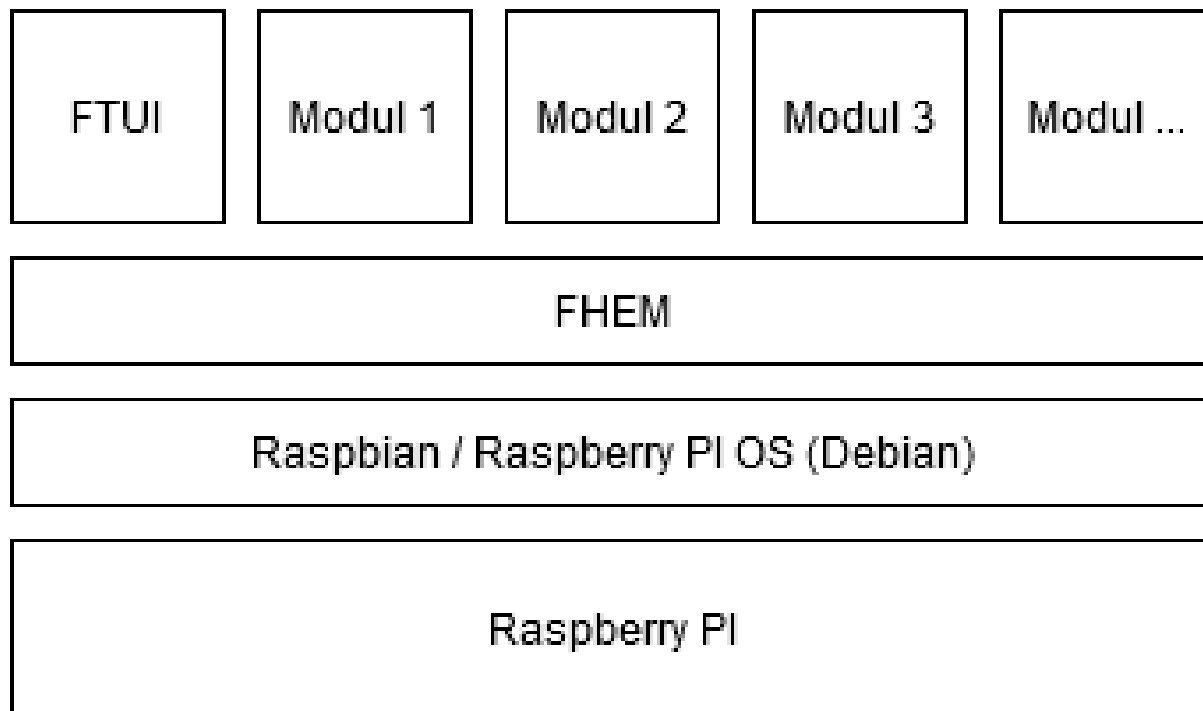 FTUI
Modul 1
Modul 2
Modul 3
Modul ...
FHEM
Raspbian / Raspberry PI OS (Debian)
Raspberry PI